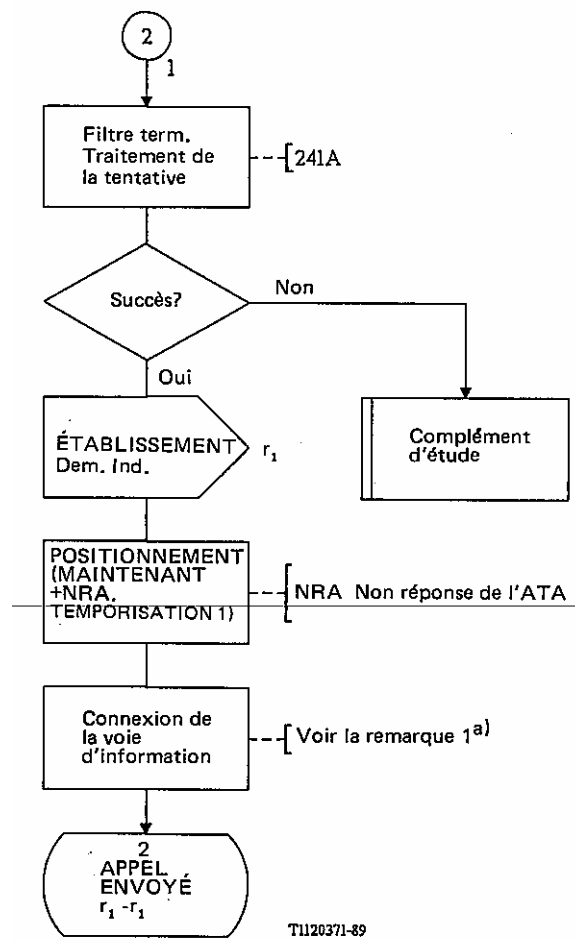 2
1
Filtre term.
Traitement de
la tentative
241A
Succès?
Non
Oui
ÉTABLISSEMENT
Dem. Ind.
r₁
Complément
d'étude
POSITIONNEMENT
(MAINTENANT
+NRA.
TEMPORISATION 1)
NRA Non réponse de l'ATA
Connexion de
la voie
d'information
Voir la remarque 1a)
2
APPEL
ENVOYÉ
r₁ -r₁
T1120371-89